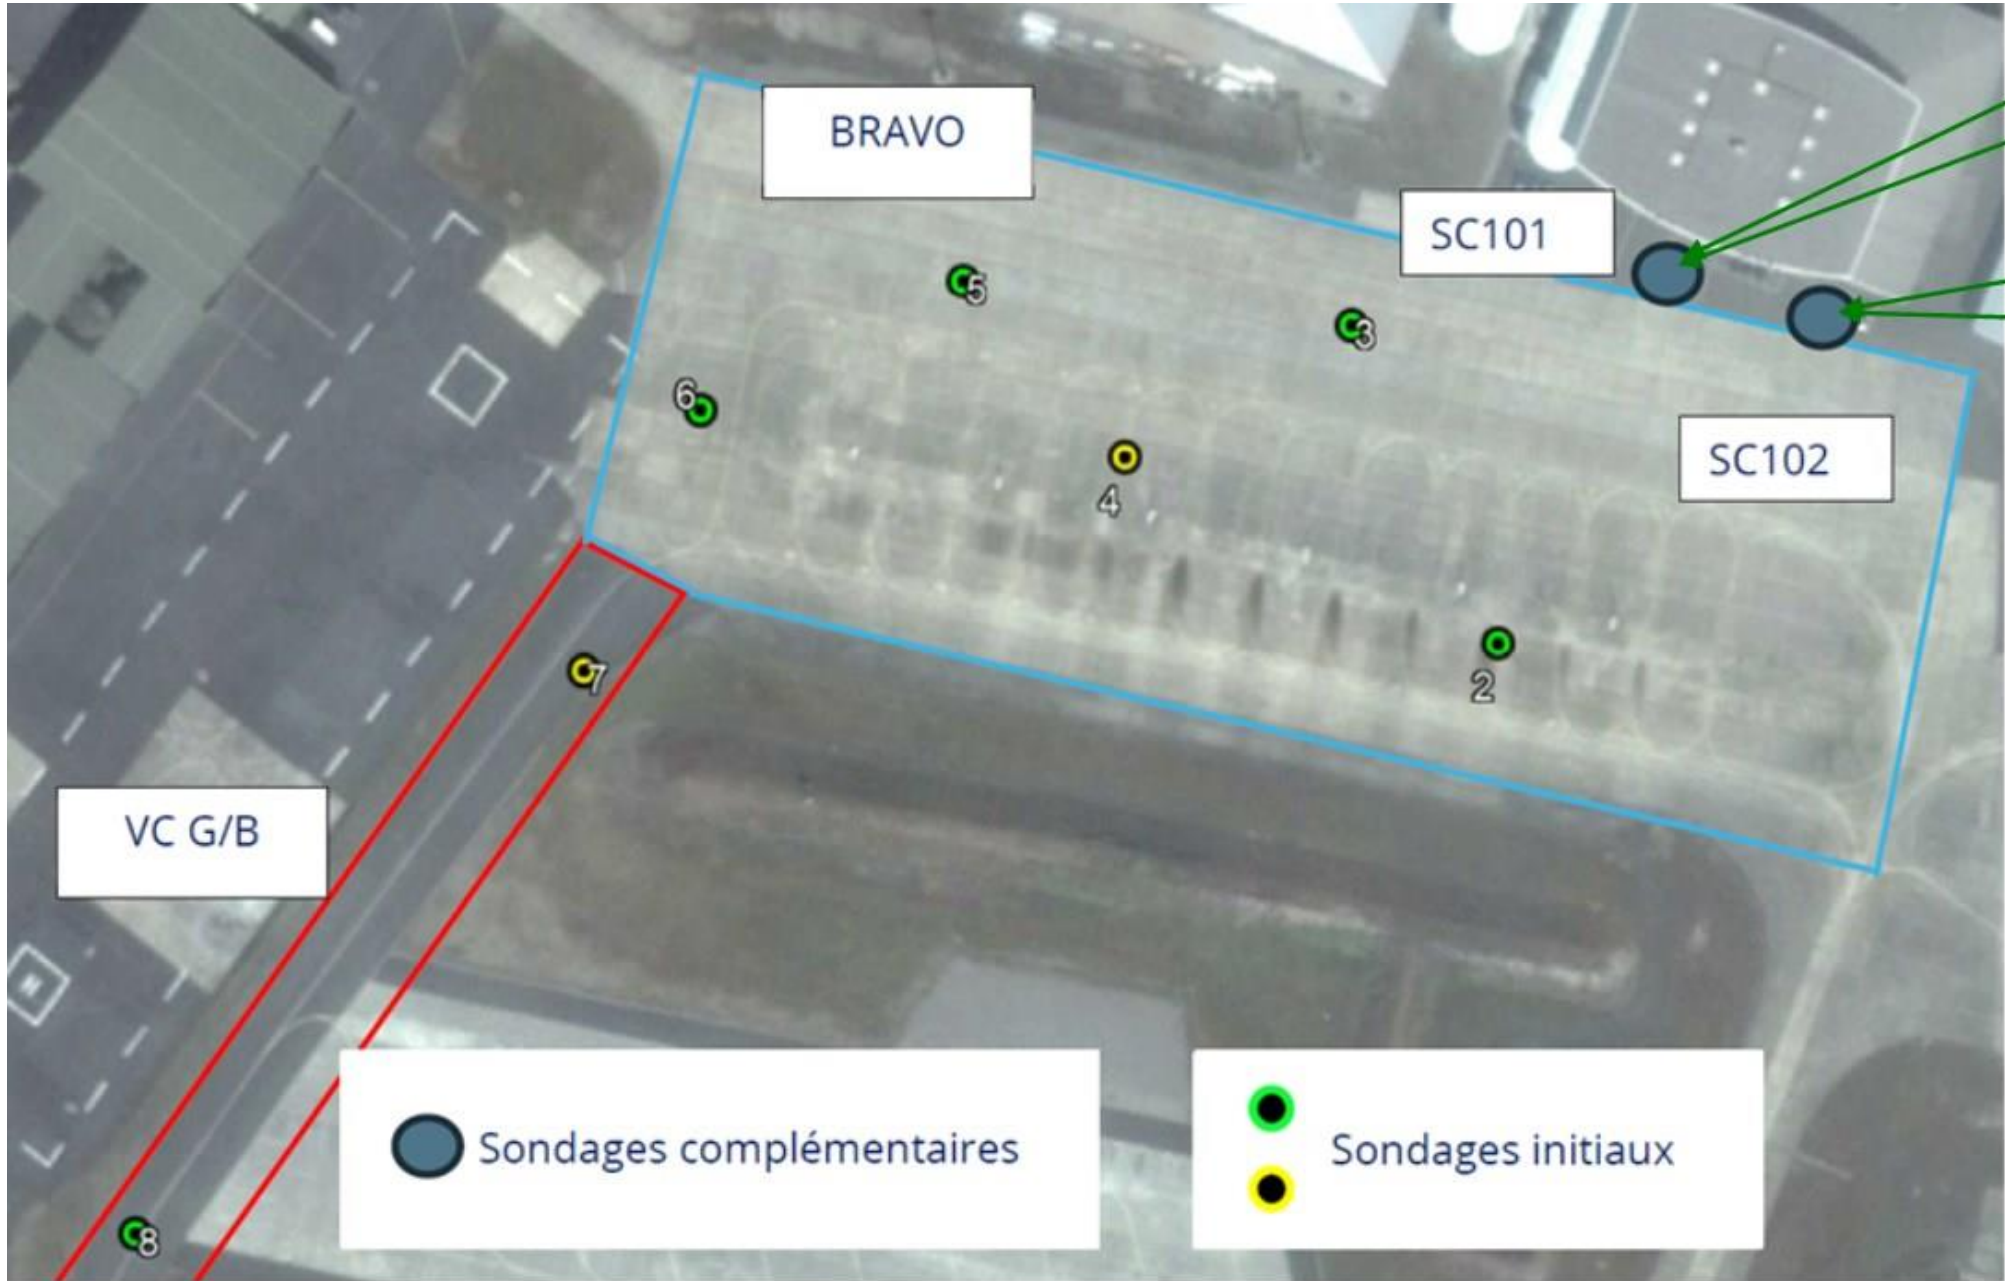 BRAVO
SC101
5
3
6
4
SC102
2
7
VC G/B
Sondages complémentaires
Sondages initiaux
8